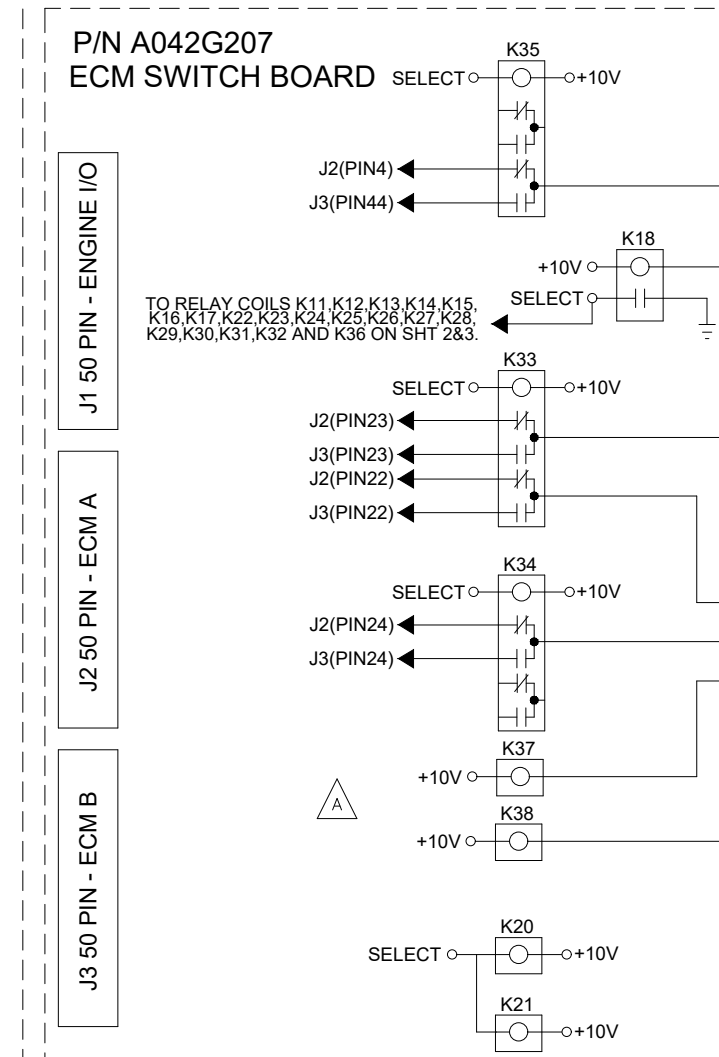 P/N A042G207
ECM SWITCH BOARD
K35
SELECT
+10V
J2(PIN4)
J3(PIN44)
J1 50 PIN - ENGINE I/O
K18
+10V
SELECT
TO RELAY COILS K11,K12,K13,K14,K15,
K16,K17,K22,K23,K24,K25,K26,K27,K28,
K29,K30,K31,K32 AND K36 ON SHT 2&3.
K33
SELECT
+10V
J2(PIN23)
J3(PIN23)
J2(PIN22)
J3(PIN22)
J2 50 PIN - ECM A
K34
SELECT
+10V
J2(PIN24)
J3(PIN24)
K37
+10V
A
K38
+10V
J3 50 PIN - ECM B
K20
SELECT
+10V
K21
+10V